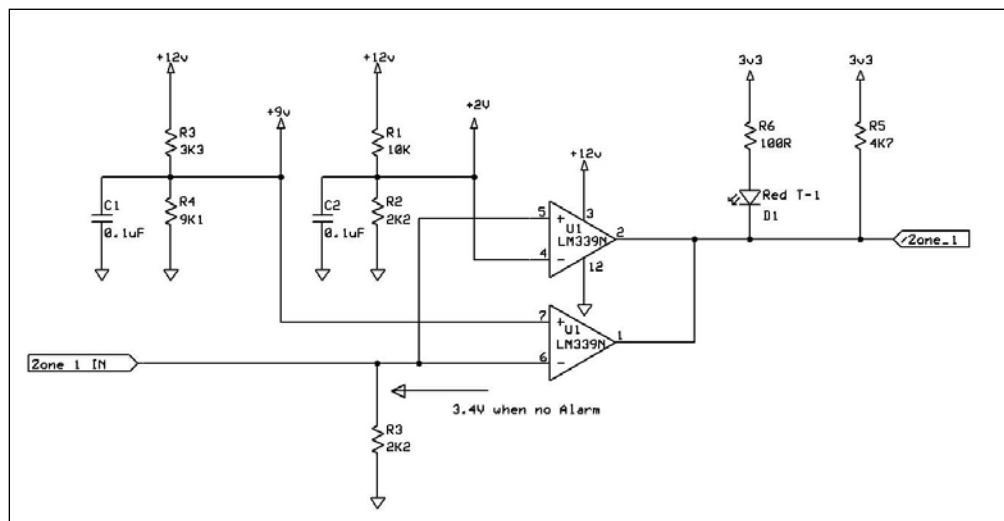 +12v
+12v
3v3
3v3
+9v
+2V
R3
3K3
R1
10K
R6
100R
R5
4K7
+12v
C1
0.1uF
R4
9K1
C2
0.1uF
R2
2K2
Red T-1
D1
5
+
3
U1
LM339N
2
4
-
12
/Zone_1
7
+
U1
LM339N
1
6
-
Zone 1 IN
3.4V when no Alarm
R3
2K2